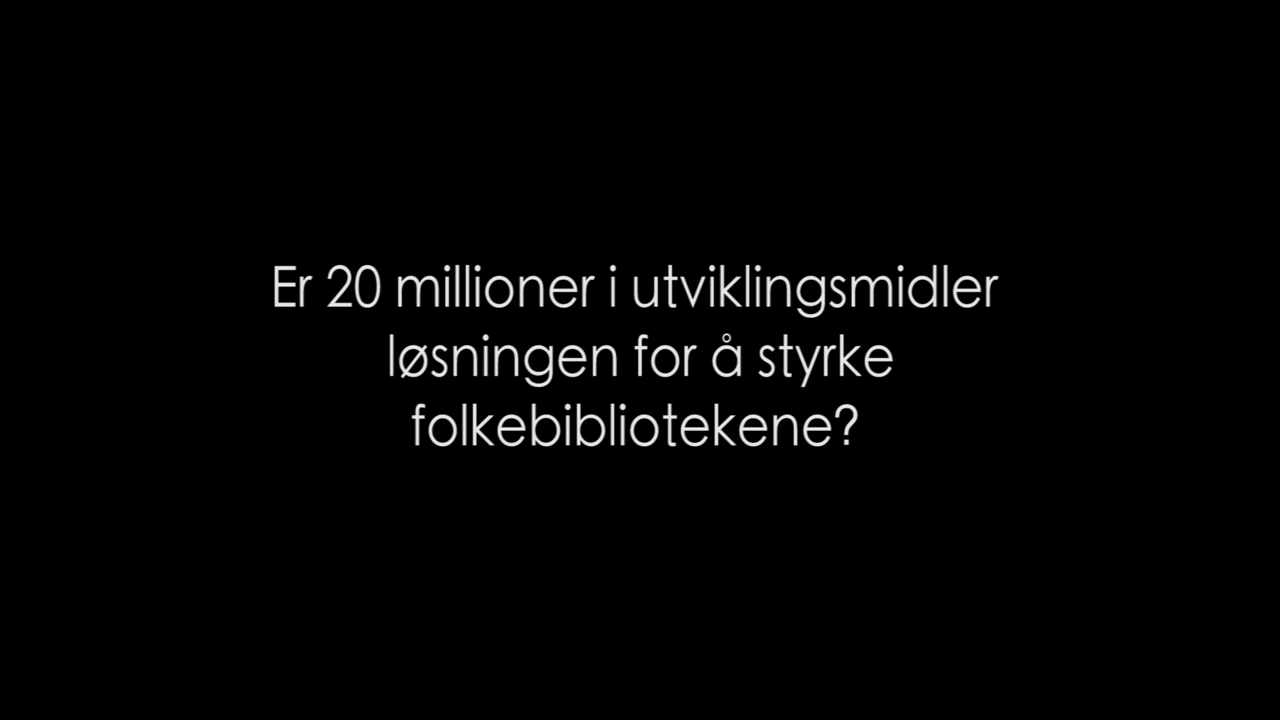 Er 20 millioner i utviklingsmidler
løsningen for å styrke
folkebibliotekene?